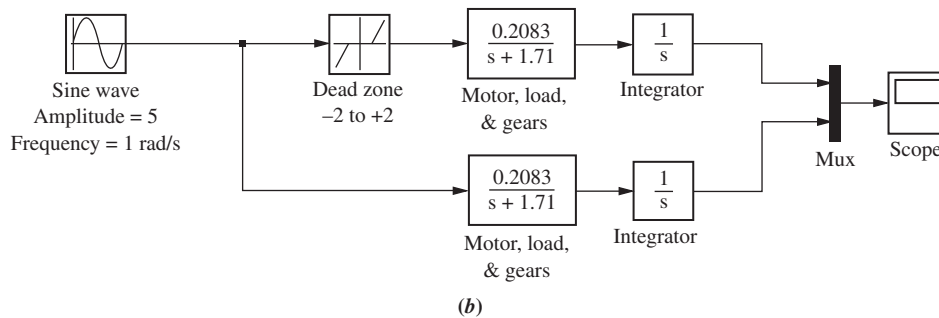 0.2083
s + 1.71
1
s
Sine wave
Amplitude = 5
Frequency = 1 rad/s
Dead zone
–2 to +2
Motor, load,
& gears
Integrator
Mux
Scope
0.2083
s + 1.71
1
s
Motor, load,
& gears
Integrator
(b)